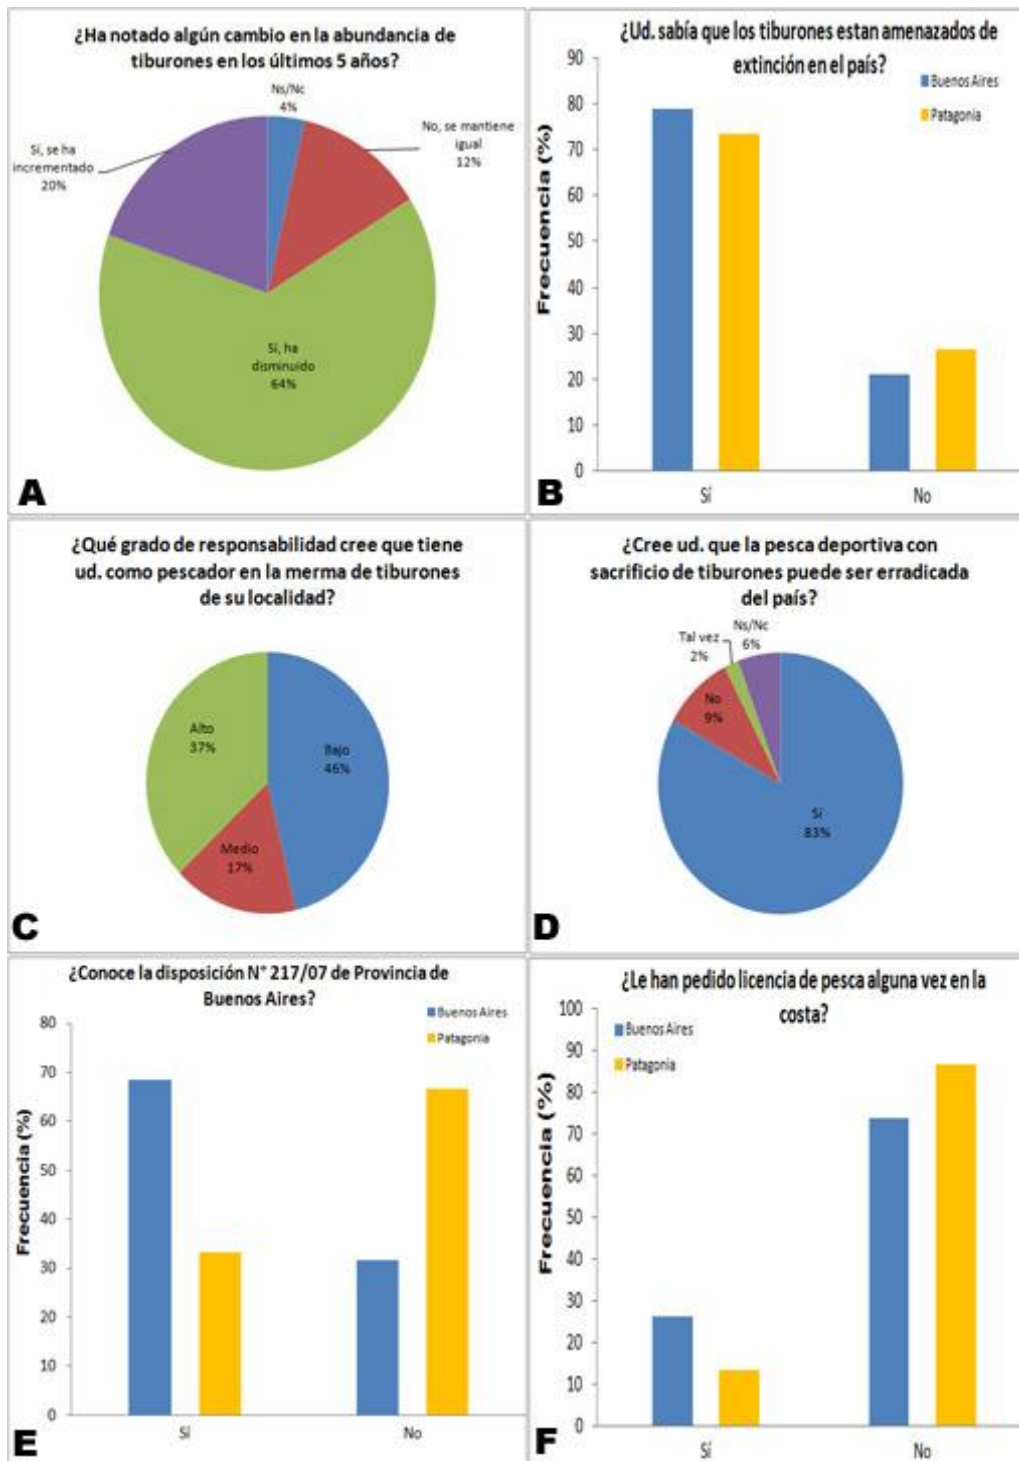 ¿Ha notado algún cambio en la abundancia de
tiburones en los últimos 5 años?
Ns/Nc
4%
No, se mantiene
igual
12%
Sí, se ha
incrementado
20%
Sí, ha
disminuido
64%
A
¿Ud. sabía que los tiburones estan amenazados de
extinción en el país?
Buenos Aires
Patagonia
Frecuencia (%)
90
80
70
60
50
40
30
20
10
0
Sí
No
B
¿Qué grado de responsabilidad cree que tiene
ud. como pescador en la merma de tiburones
de su localidad?
Alto
37%
Bajo
46%
Medio
17%
C
¿Cree ud. que la pesca deportiva con
sacrificio de tiburones puede ser erradicada
del país?
Ns/Nc
6%
Tal vez
2%
No
9%
Sí
83%
D
¿Conoce la disposición N° 217/07 de Provincia de
Buenos Aires?
Buenos Aires
Patagonia
Frecuencia (%)
80
70
60
50
40
30
20
10
0
Sí
No
E
¿Le han pedido licencia de pesca alguna vez en la
costa?
Buenos Aires
Patagonia
Frecuencia (%)
100
90
80
70
60
50
40
30
20
10
0
Sí
No
F